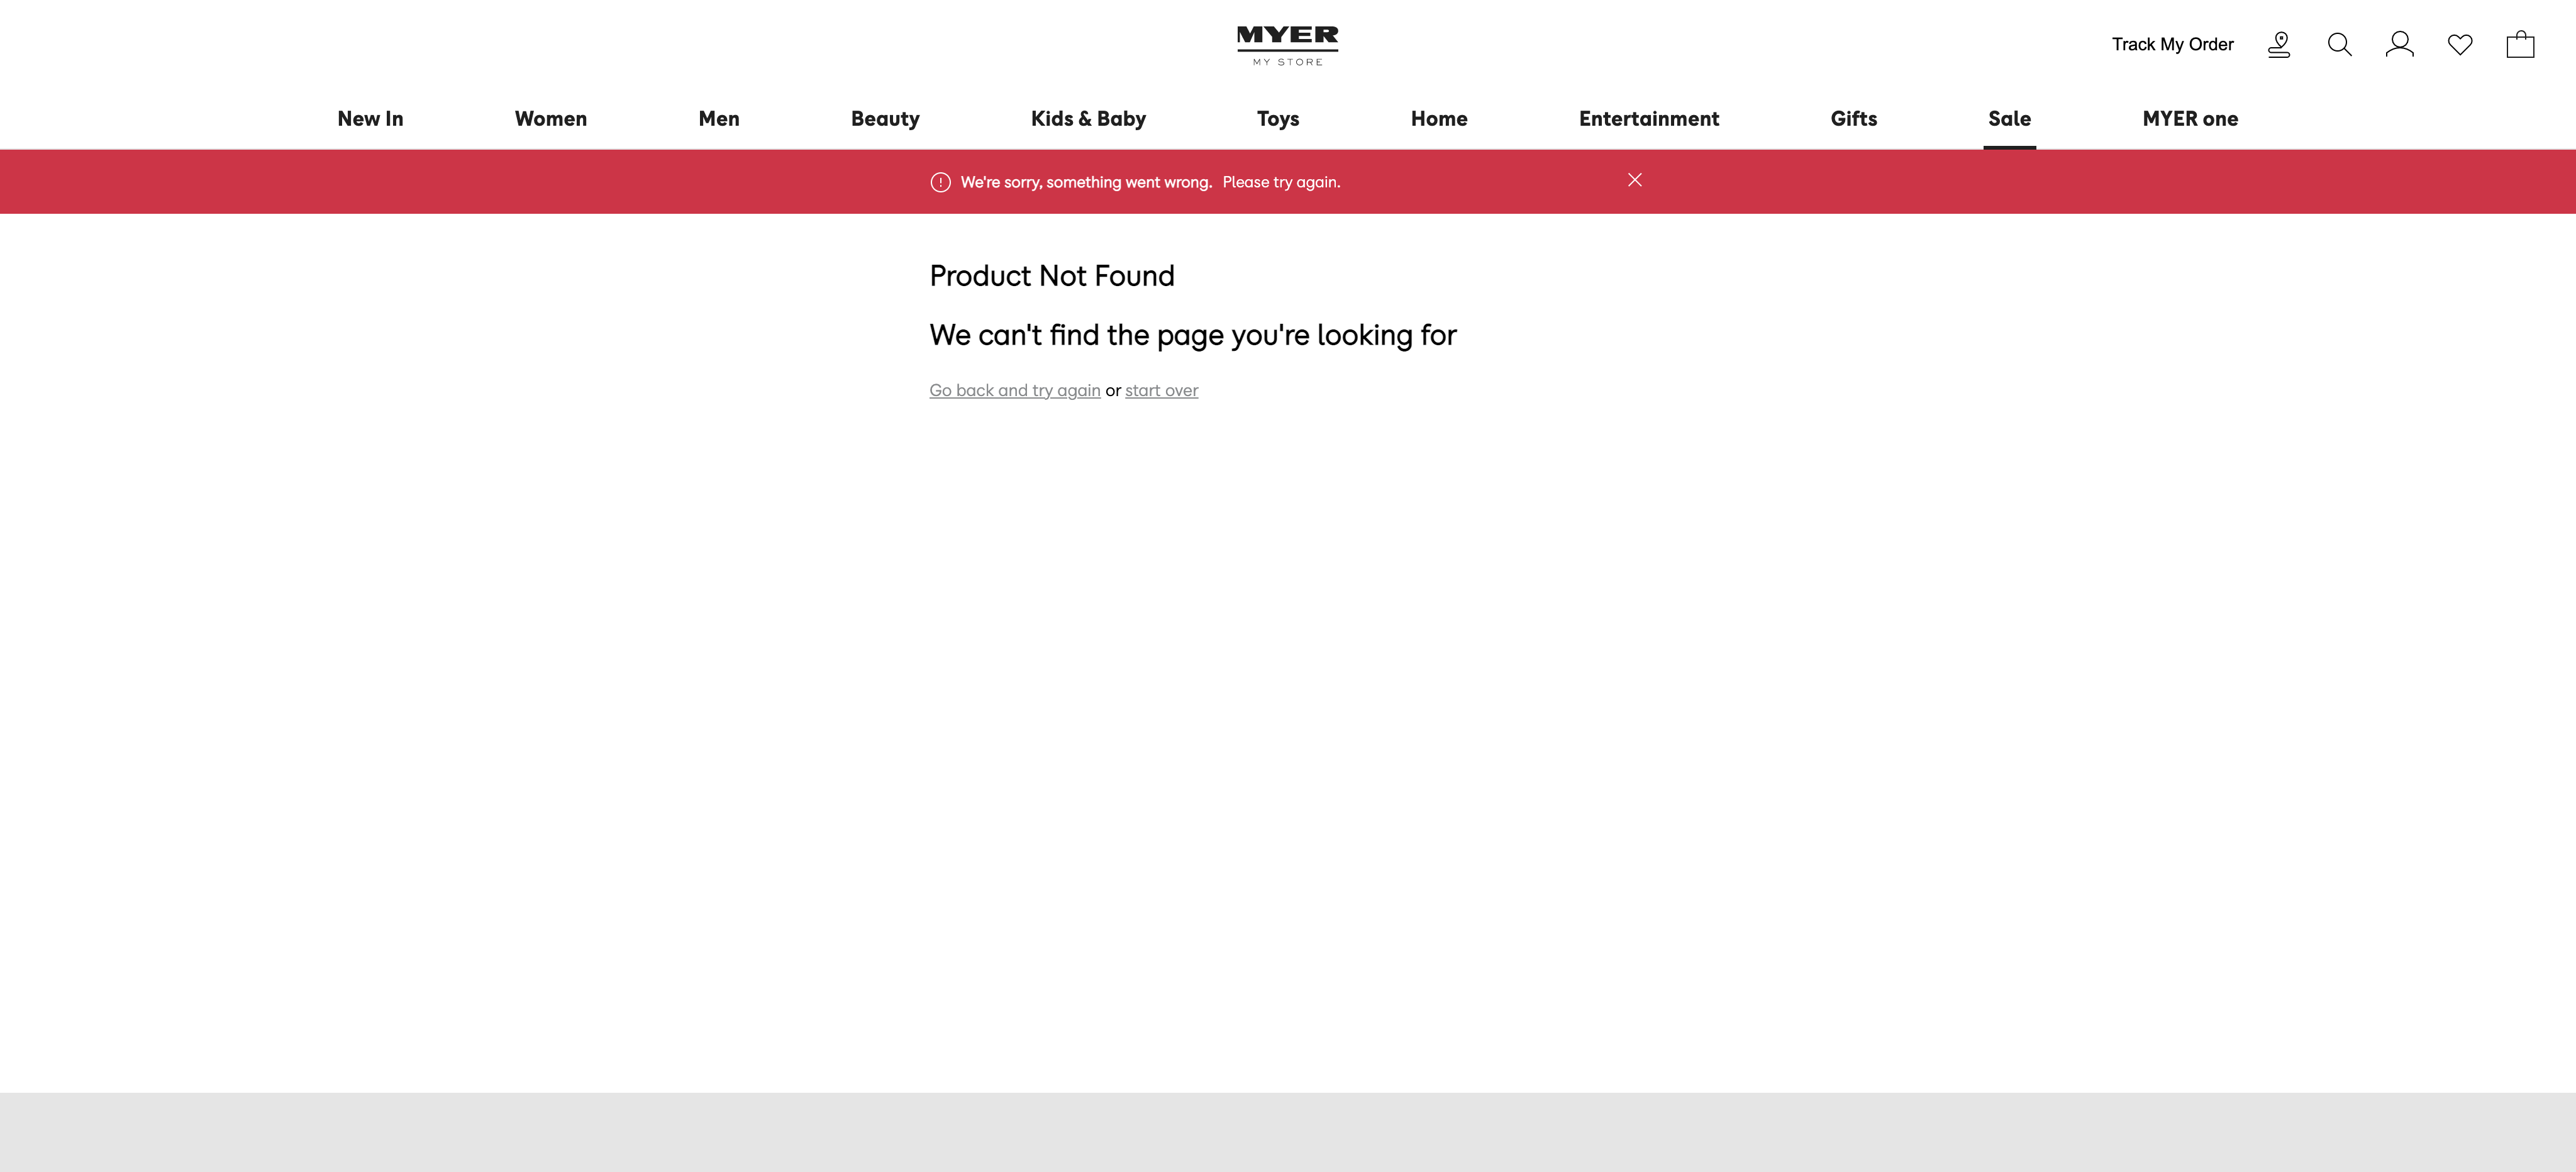 MYER
MY STORE
Track My Order
New In
Women
Men
Beauty
Kids & Baby
Toys
Home
Entertainment
Gifts
Sale
MYER one
We're sorry, something went wrong. Please try again.
Product Not Found
We can't find the page you're looking for
Go back and try again or start over